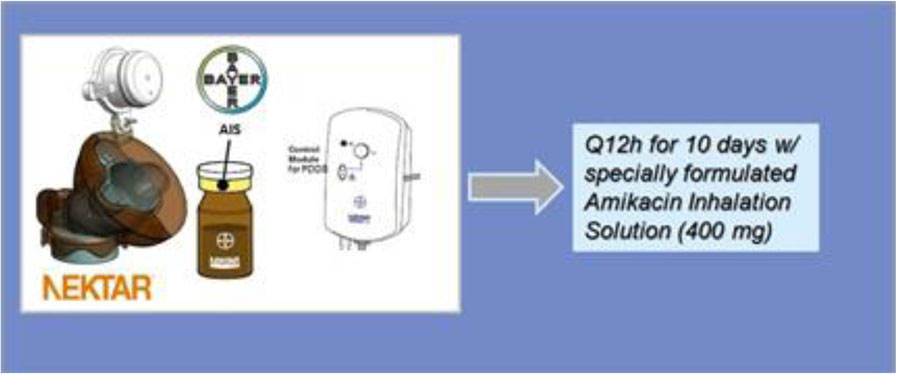 BAYER
BAYER
AIS
Control
Module
for PDDS
NEKTAR
Q12h for 10 days w/
specially formulated
Amikacin Inhalation
Solution (400 mg)